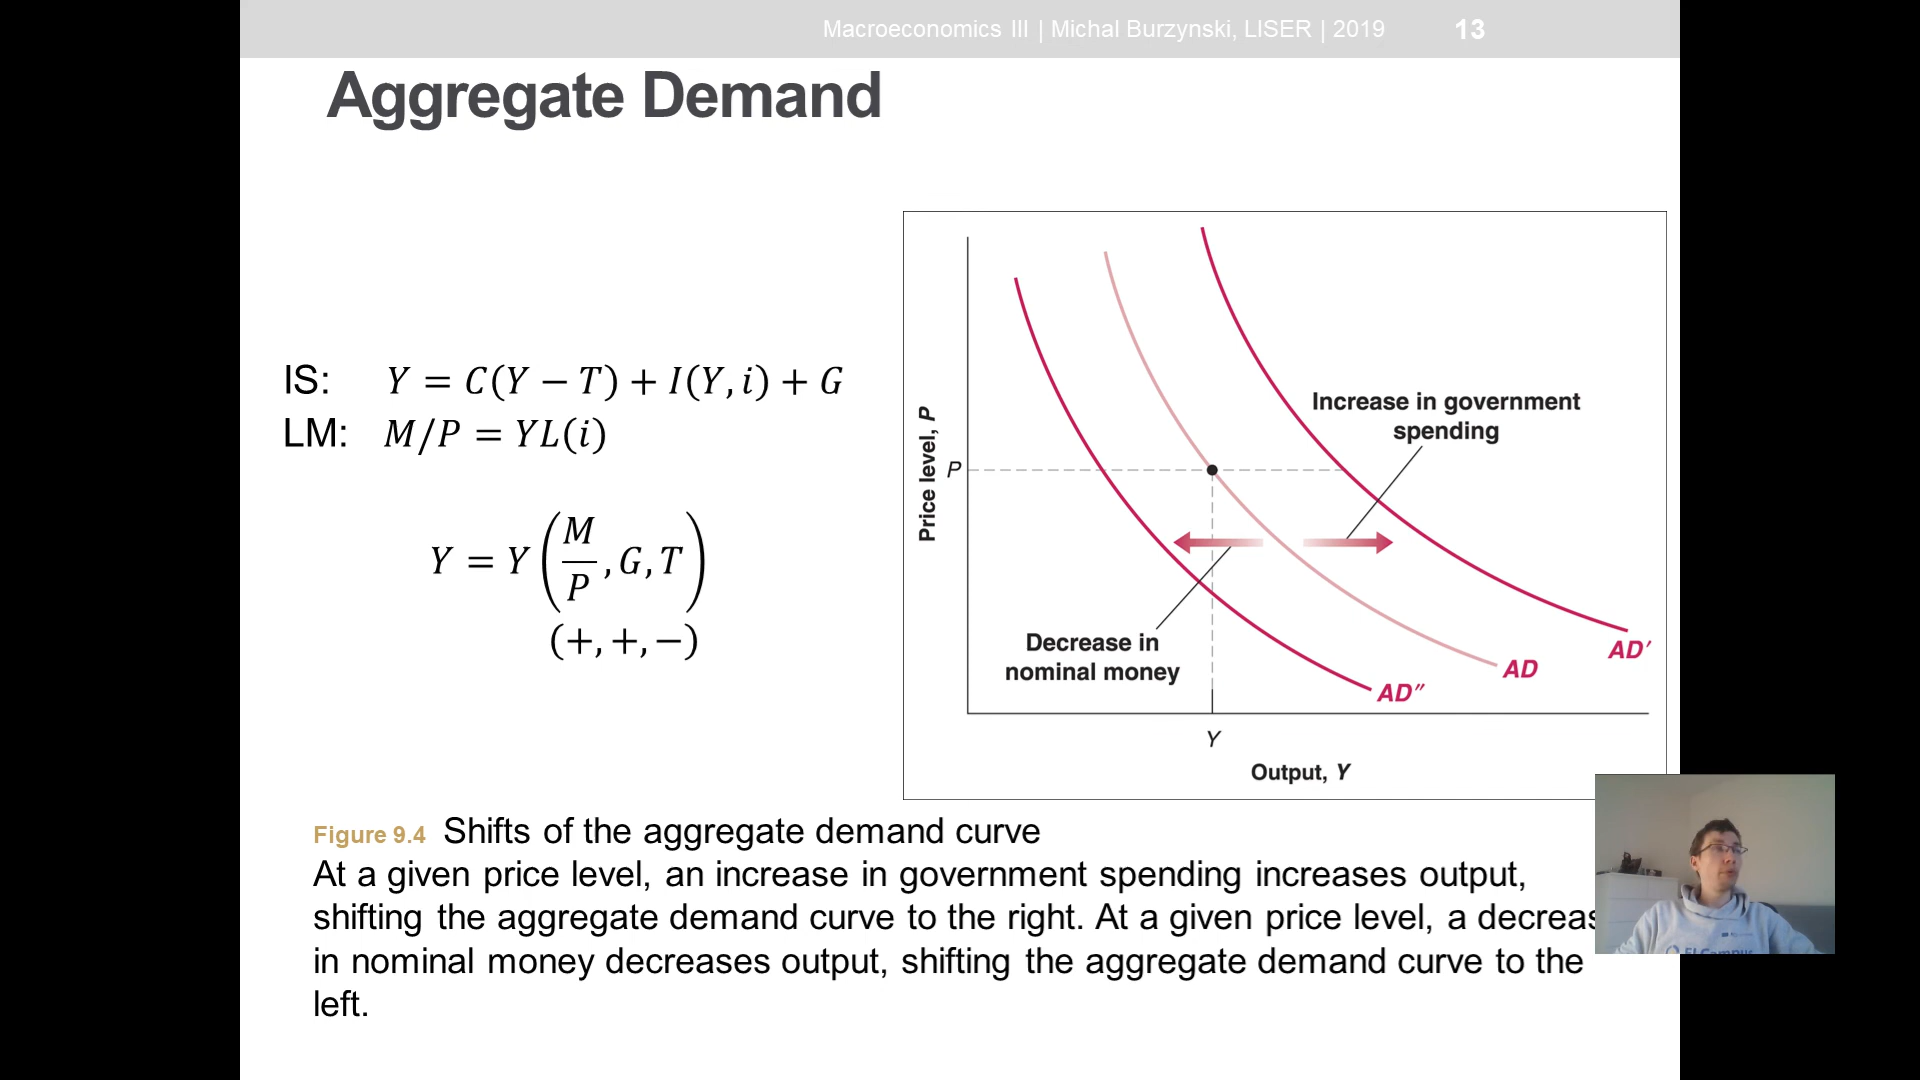 Macroeconomics III | Michal Burzynski, LISER | 2019 13
Aggregate Demand
IS: Y = C(Y − T) + I(Y, i) + G
LM: M/P = YL(i)
Y = Y(M/P, G, T)
(+, +, −)
Price level, P
P
Increase in government
spending
Decrease in
nominal money
AD′
AD
AD″
Y
Output, Y
Figure 9.4 Shifts of the aggregate demand curve
At a given price level, an increase in government spending increases output,
shifting the aggregate demand curve to the right. At a given price level, a decreas
in nominal money decreases output, shifting the aggregate demand curve to the
left.